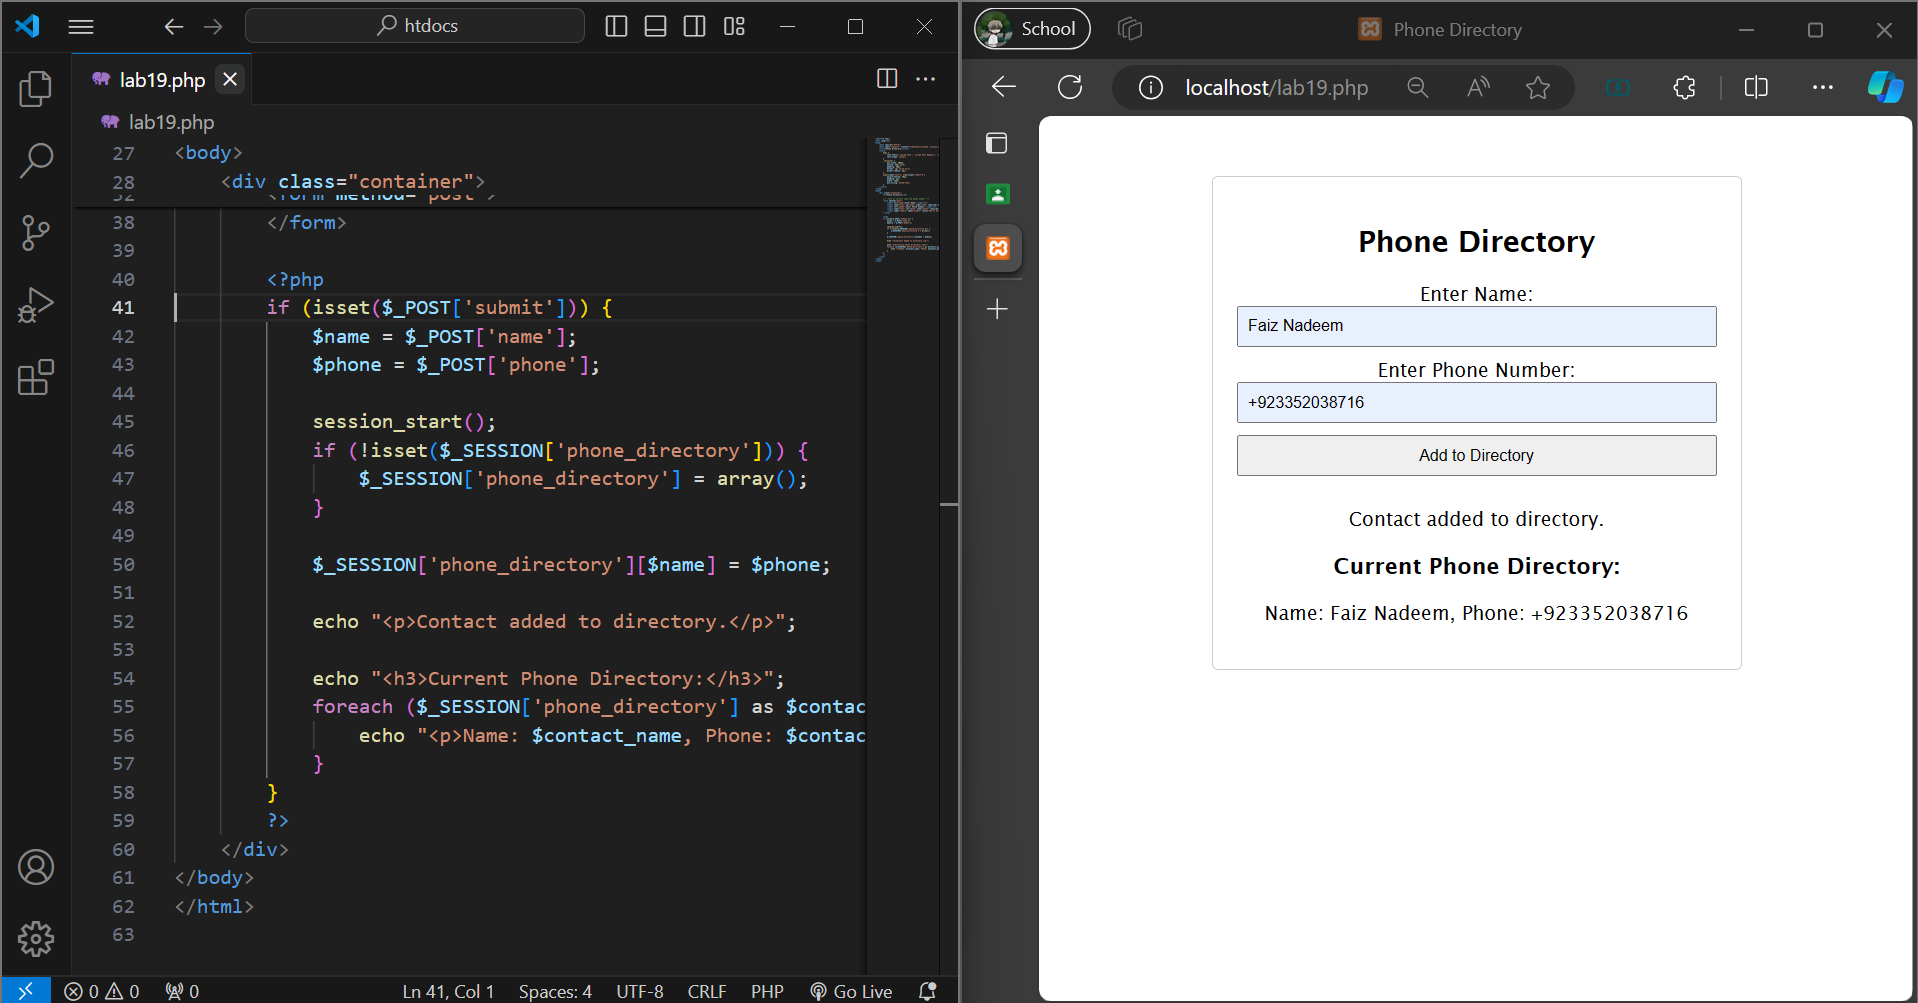 htdocs
lab19.php
lab19.php
27 <body>
28 <div class="container">
32 <form method="post">
38 </form>
39
40 <?php
41 if (isset($_POST['submit'])) {
42 $name = $_POST['name'];
43 $phone = $_POST['phone'];
44
45 session_start();
46 if (!isset($_SESSION['phone_directory'])) {
47 $_SESSION['phone_directory'] = array();
48 }
49
50 $_SESSION['phone_directory'][$name] = $phone;
51
52 echo "<p>Contact added to directory.</p>";
53
54 echo "<h3>Current Phone Directory:</h3>";
55 foreach ($_SESSION['phone_directory'] as $contac
56 echo "<p>Name: $contact_name, Phone: $contac
57 }
58 }
59 ?>
60 </div>
61 </body>
62 </html>
63
0 0 0 Ln 41, Col 1 Spaces: 4 UTF-8 CRLF PHP Go Live
School
Phone Directory
localhost/lab19.php
Phone Directory
Enter Name:
Faiz Nadeem
Enter Phone Number:
+923352038716
Add to Directory
Contact added to directory.
Current Phone Directory:
Name: Faiz Nadeem, Phone: +923352038716